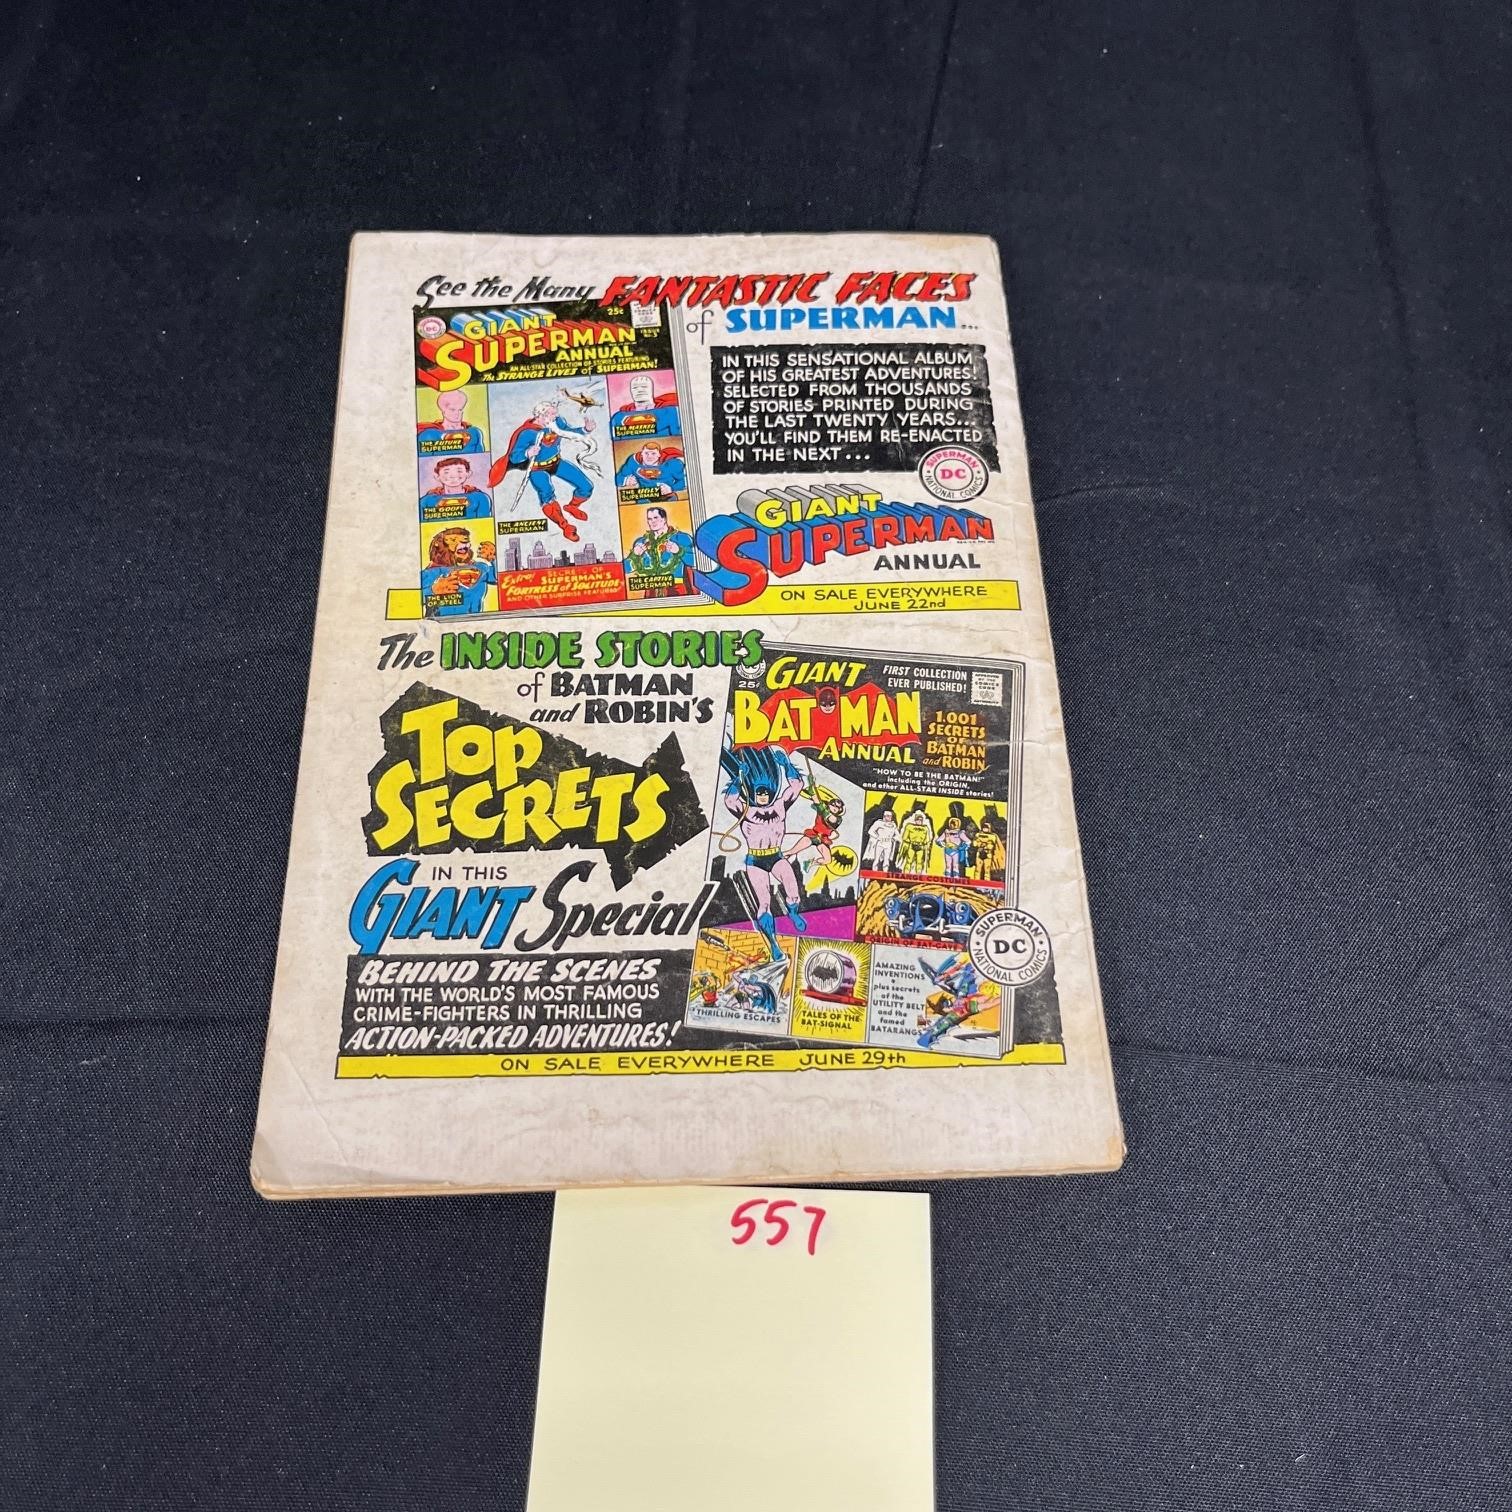 See the Many FANTASTIC FACES
of SUPERMAN...
DC
GIANT
25¢
SUPERMAN
ANNUAL
AN ALL-STAR COLLECTION OF STORIES FEATURING
The STRANGE LIVES of SUPERMAN!
THE FUTURE
SUPERMAN
THE MASKED
SUPERMAN
THE GOOFY
SUPERMAN
THE UGLY
SUPERMAN
THE ANCIENT
SUPERMAN
THE LION
OF STEEL
THE CAPTIVE
SUPERMAN
Extra!
SECRETS OF
SUPERMAN'S
FORTRESS of SOLITUDE
AND OTHER SURPRISE FEATURES!
IN THIS SENSATIONAL ALBUM
OF HIS GREATEST ADVENTURES!
SELECTED FROM THOUSANDS
OF STORIES PRINTED DURING
THE LAST TWENTY YEARS...
YOU'LL FIND THEM RE-ENACTED
IN THE NEXT...
SUPERMAN
DC
NATIONAL COMICS
GIANT
SUPERMAN
ANNUAL
ON SALE EVERYWHERE
JUNE 22nd
The INSIDE STORIES
of BATMAN
and ROBIN'S
TOP
SECRETS
IN THIS
GIANT Special
BEHIND THE SCENES
WITH THE WORLD'S MOST FAMOUS
CRIME-FIGHTERS IN THRILLING
ACTION-PACKED ADVENTURES!
25¢
GIANT
BATMAN
ANNUAL
FIRST COLLECTION
EVER PUBLISHED!
APPROVED
BY THE
COMICS
CODE
1,001
SECRETS
OF
BATMAN
and ROBIN
"HOW TO BE THE BATMAN!"
including the ORIGIN,
and other ALL-STAR INSIDE stories!
STRANGE COSTUMES
ORIGIN OF BAT-CAVE
THRILLING ESCAPES
TALES OF THE
BAT-SIGNAL
AMAZING
INVENTIONS
plus secrets
of the
UTILITY BELT
and the
famed
BATARANGS
SUPERMAN
DC
NATIONAL COMICS
ON SALE EVERYWHERE JUNE 29th
557